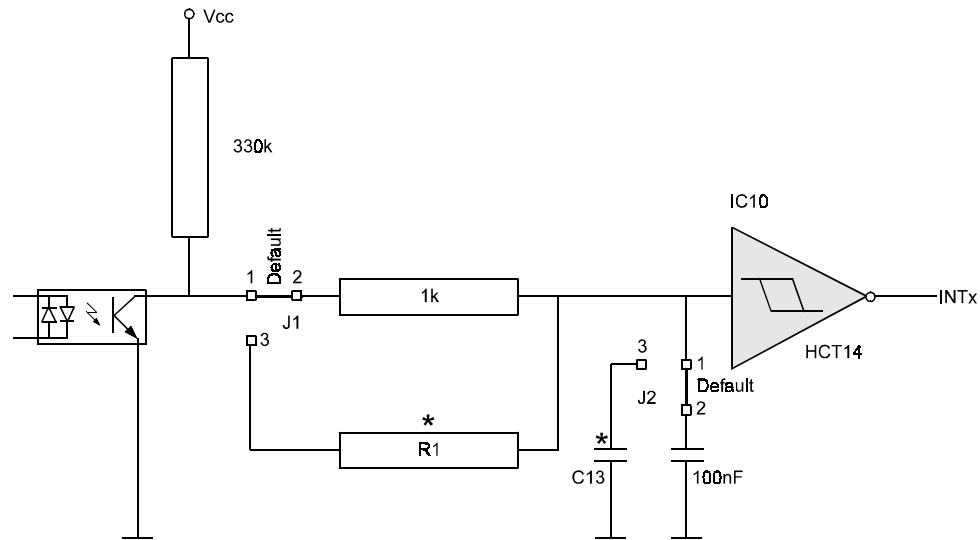 Vcc
330k
IC10
Default
1
2
1k
INTx
J1
3
HCT14
3
1
J2
Default
2
*
R1
*
C13
100nF